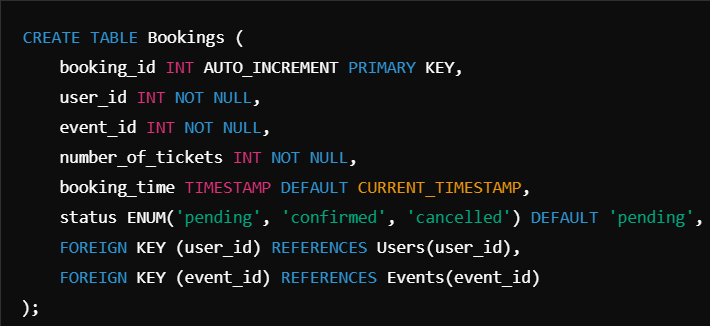 CREATE TABLE Bookings (
    booking_id INT AUTO_INCREMENT PRIMARY KEY,
    user_id INT NOT NULL,
    event_id INT NOT NULL,
    number_of_tickets INT NOT NULL,
    booking_time TIMESTAMP DEFAULT CURRENT_TIMESTAMP,
    status ENUM('pending', 'confirmed', 'cancelled') DEFAULT 'pending',
    FOREIGN KEY (user_id) REFERENCES Users(user_id),
    FOREIGN KEY (event_id) REFERENCES Events(event_id)
);